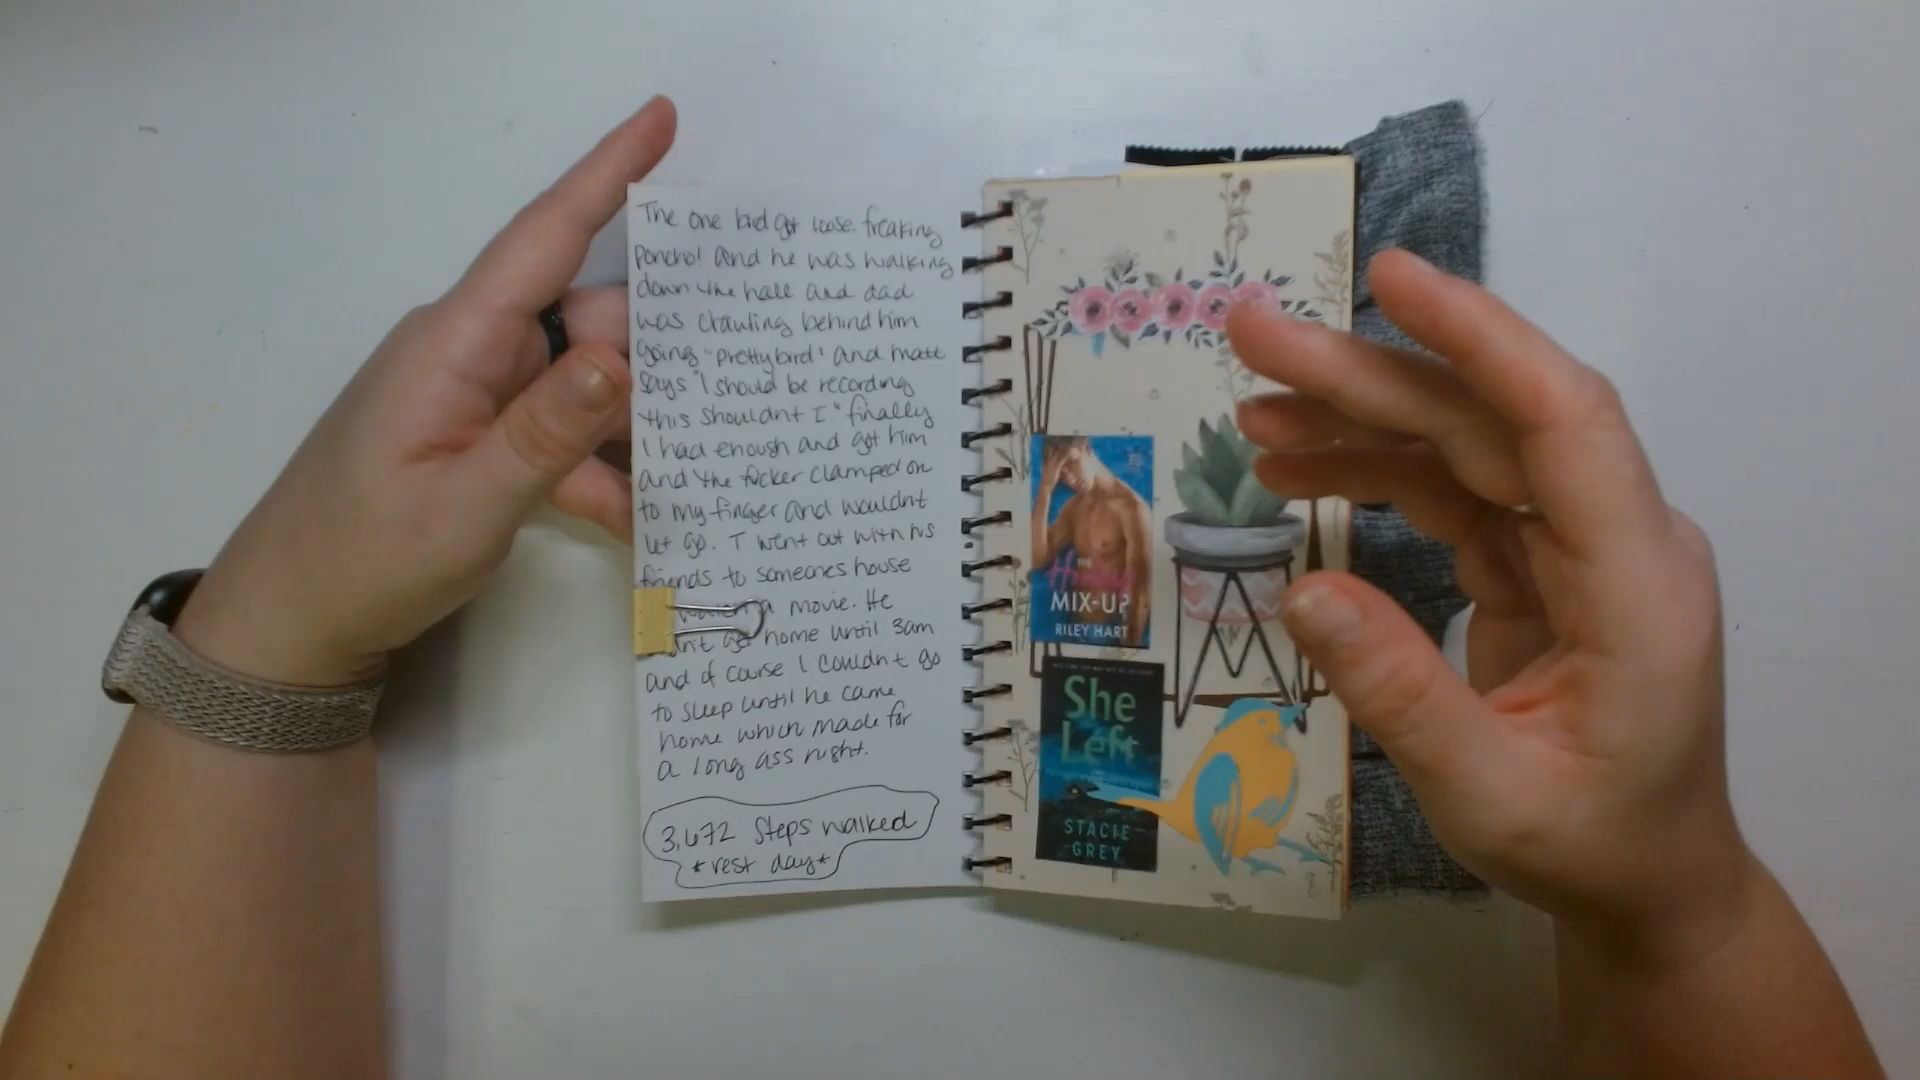 The one bird got loose. freaking
poncho! And he was walking
down the hall and dad
was crawling behind him
going "pretty bird" and matt
says "I should be recording
this shouldnt I" finally
I had enough and got him
and the fucker clamped on
to my finger and wouldnt
let go. T went out with his
friends to someones house
a movie. He
get home until 3am
and of course I couldn't go
to sleep until he came
home which made for
a long ass night.
3,672 Steps walked
*rest day*
THE
MIX-UP
RILEY HART
She
Left
STACIE
GREY